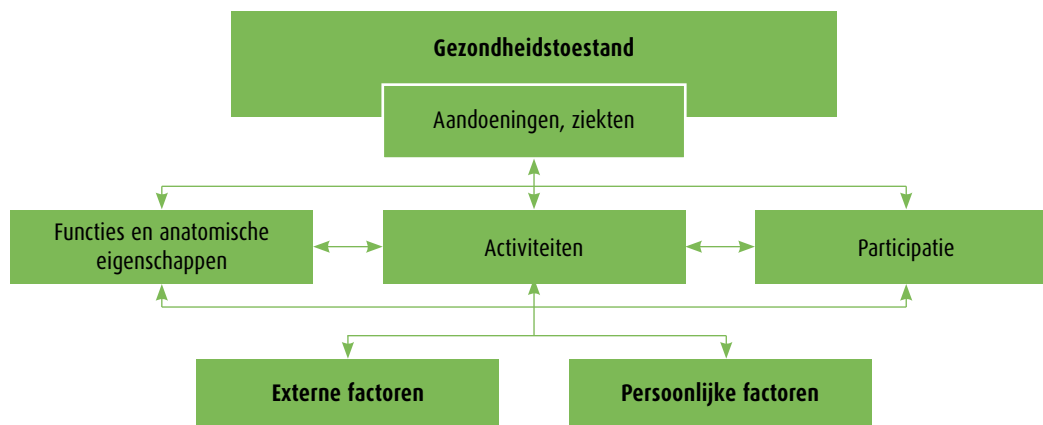 Gezondheidstoestand
Aandoeningen, ziekten
Functies en anatomische
eigenschappen
Activiteiten
Participatie
Externe factoren
Persoonlijke factoren